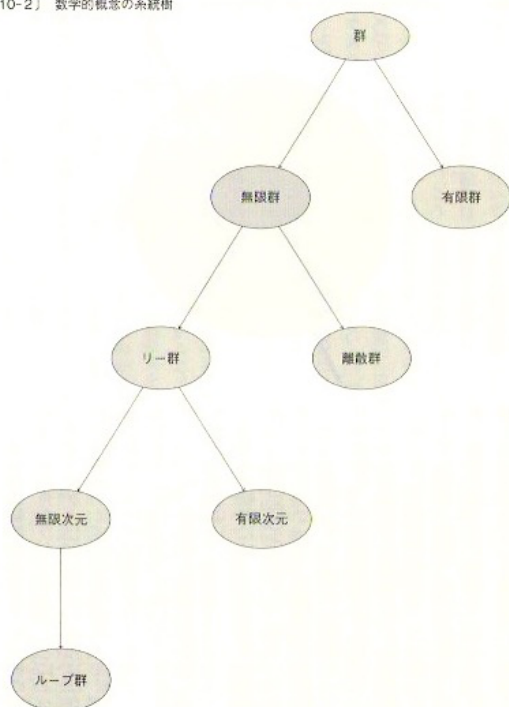 10-2〕 数学的概念の系統樹
群
無限群
有限群
リー群
離散群
無限次元
有限次元
ループ群